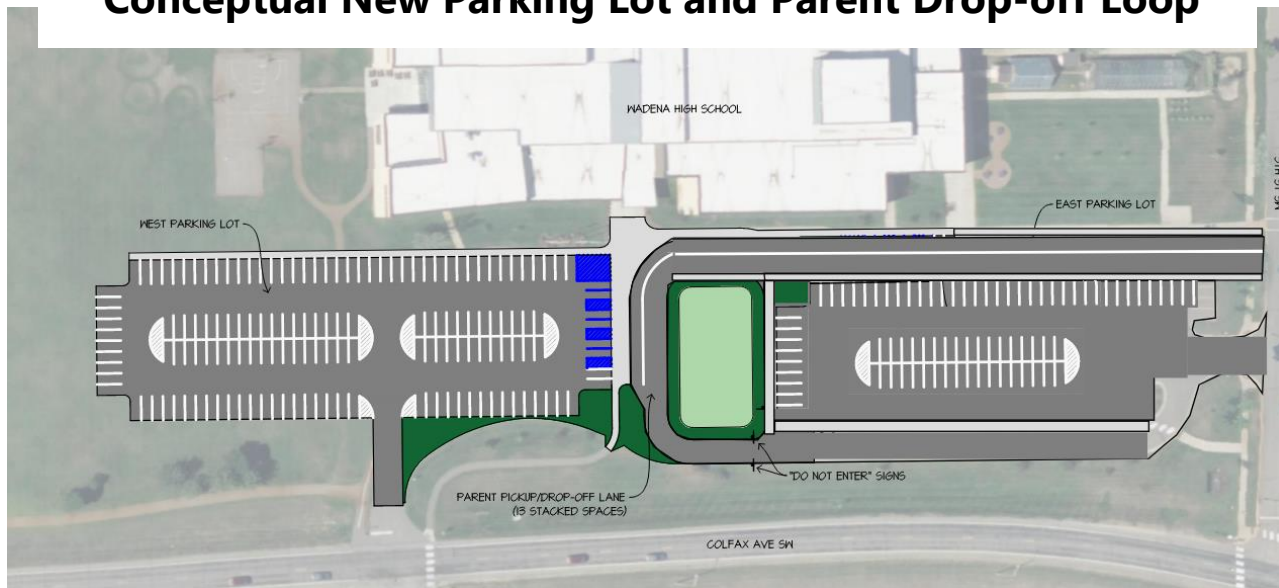 Conceptual New Parking Lot and Parent Drop-off Loop
WADENA HIGH SCHOOL
WEST PARKING LOT
EAST PARKING LOT
"DO NOT ENTER" SIGNS
PARENT PICKUP/DROP-OFF LANE
(13 STACKED SPACES)
COLFAX AVE SW